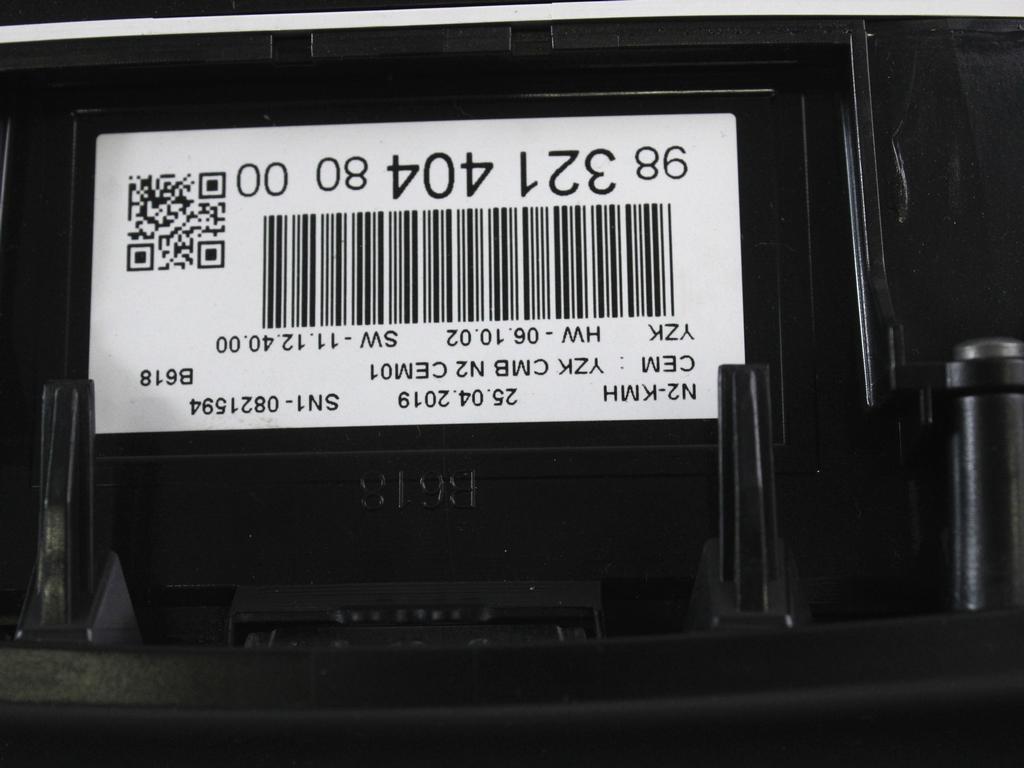 B618
N2-KMH 25.04.2019 SN1-0821594
CEM : YZK CMB N2 CEM01 B618
YZK HW - 06.10.02 SW - 11.12.40.00
98 321 404 80 00